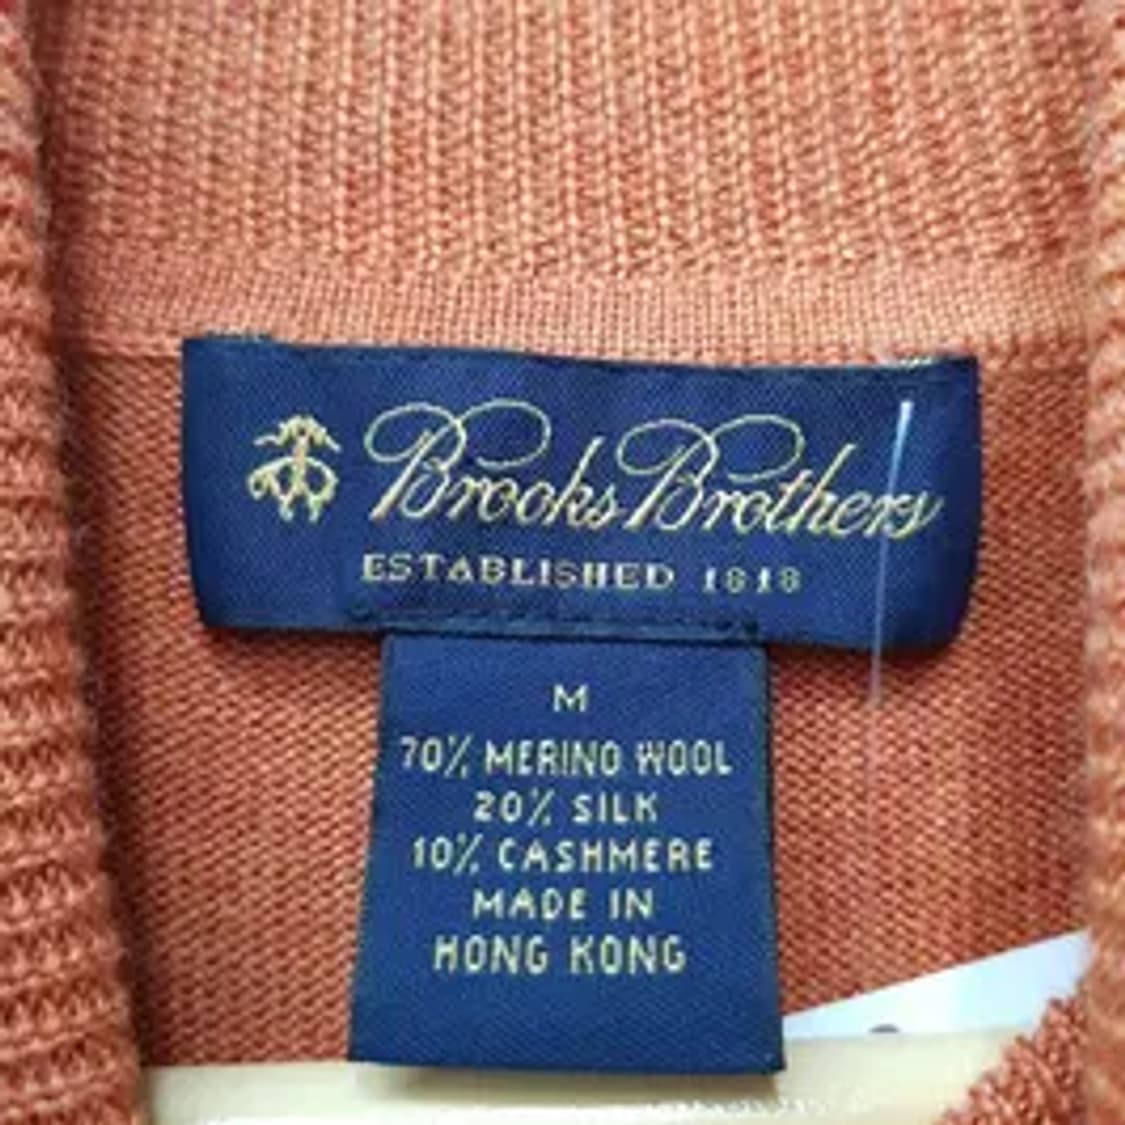 Brooks Brothers
ESTABLISHED 1818
M
70% MERINO WOOL
20% SILK
10% CASHMERE
MADE IN
HONG KONG